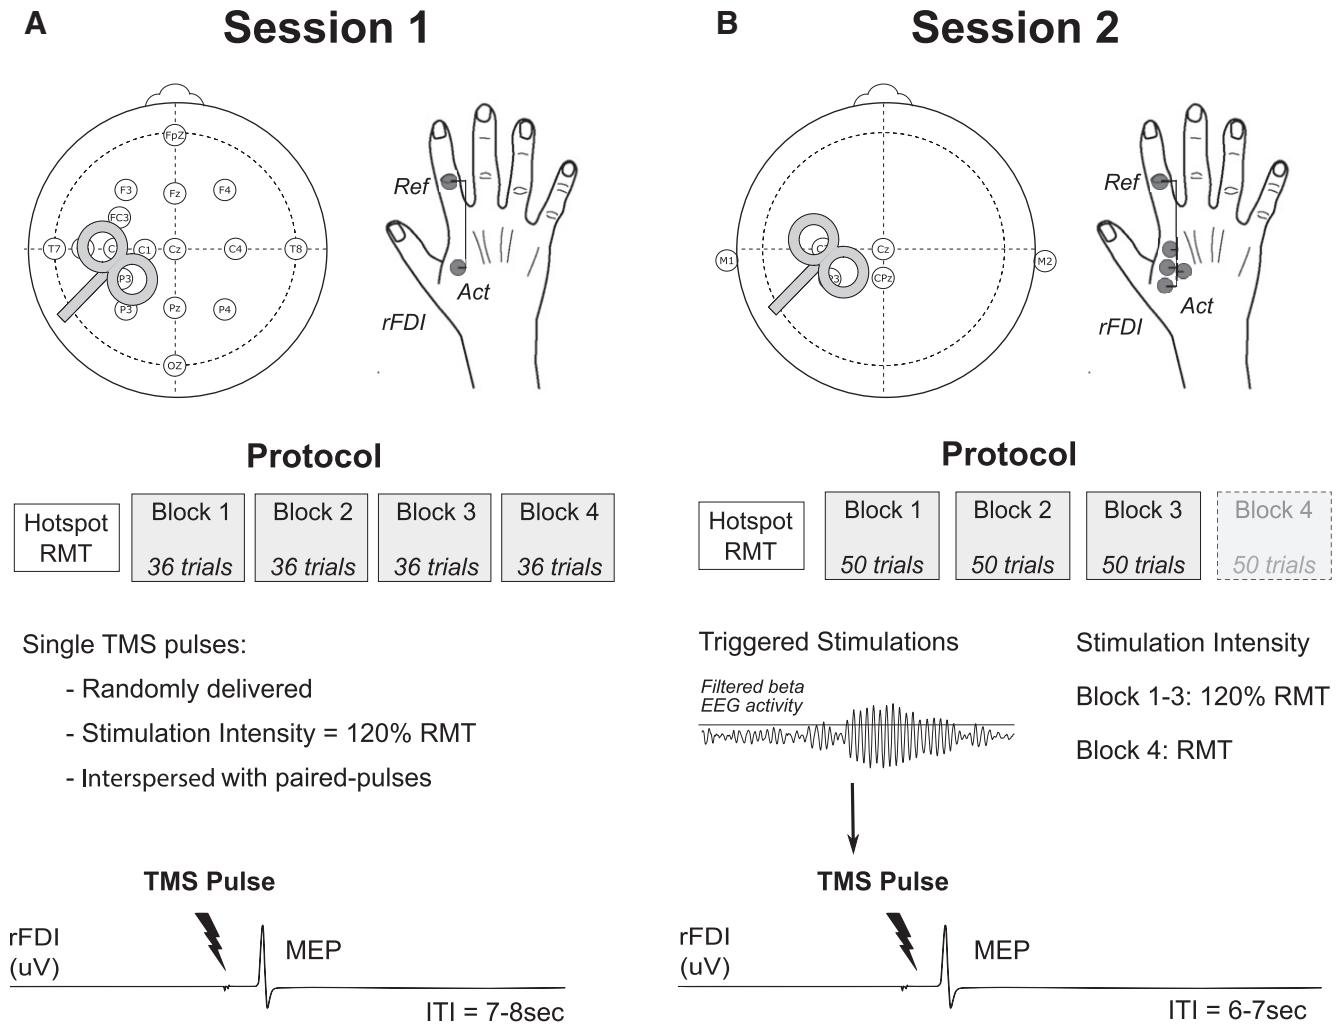 A
Session 1
FpZ
F3
Fz
F4
FC3
T7
C1
Cz
C4
T8
P3
P3
Pz
P4
OZ
Ref
Act
rFDI
Protocol
Hotspot
RMT
Block 1
36 trials
Block 2
36 trials
Block 3
36 trials
Block 4
36 trials
Single TMS pulses:
- Randomly delivered
- Stimulation Intensity = 120% RMT
- Interspersed with paired-pulses
TMS Pulse
rFDI
(uV)
MEP
ITI = 7-8sec
B
Session 2
M1
Cz
M2
CPz
Ref
Act
rFDI
Protocol
Hotspot
RMT
Block 1
50 trials
Block 2
50 trials
Block 3
50 trials
Block 4
50 trials
Triggered Stimulations
Filtered beta
EEG activity
Stimulation Intensity
Block 1-3: 120% RMT
Block 4: RMT
TMS Pulse
rFDI
(uV)
MEP
ITI = 6-7sec